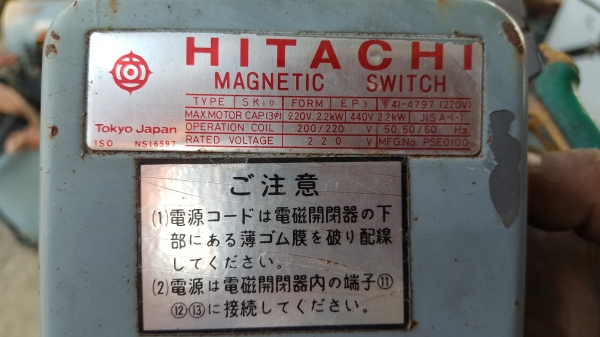 HITACHI
MAGNETIC SWITCH
TYPE SK10 FORM EP3 41-4797 (220V)
MAX.MOTOR CAP(3Φ) 220V. 2.2kW 440V. 2.2kW JIS A-1-1
OPERATION COIL 200/220 V 50.60/60 Hz
RATED VOLTAGE 220 V MFG.No. PSE0100
Tokyo Japan
ISO NS16597
ご注意
(1)電源コードは電磁開閉器の下
部にある薄ゴム膜を破り配線
してください。
(2)電源は電磁開閉器内の端子⑪
⑫⑬に接続してください。